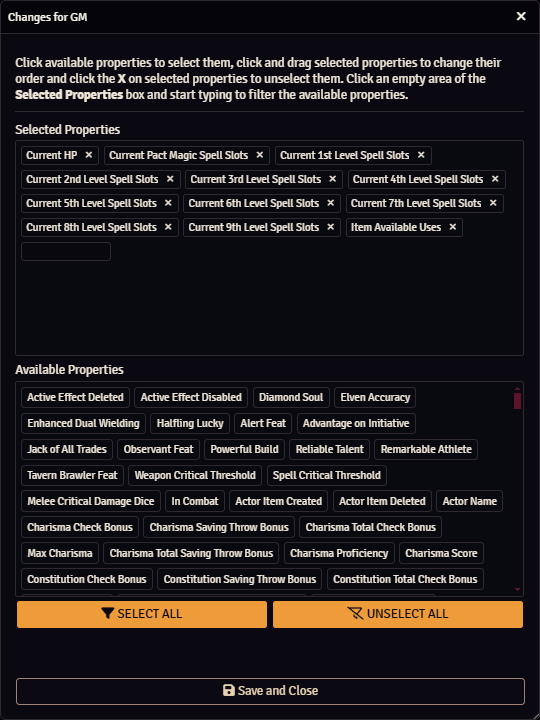 Changes for GM ×
Click available properties to select them, click and drag selected properties to change their
order and click the X on selected properties to unselect them. Click an empty area of the
Selected Properties box and start typing to filter the available properties.
Selected Properties
Current HP × Current Pact Magic Spell Slots × Current 1st Level Spell Slots ×
Current 2nd Level Spell Slots × Current 3rd Level Spell Slots × Current 4th Level Spell Slots ×
Current 5th Level Spell Slots × Current 6th Level Spell Slots × Current 7th Level Spell Slots ×
Current 8th Level Spell Slots × Current 9th Level Spell Slots × Item Available Uses ×
Available Properties
Active Effect Deleted Active Effect Disabled Diamond Soul Elven Accuracy
Enhanced Dual Wielding Halfling Lucky Alert Feat Advantage on Initiative
Jack of All Trades Observant Feat Powerful Build Reliable Talent Remarkable Athlete
Tavern Brawler Feat Weapon Critical Threshold Spell Critical Threshold
Melee Critical Damage Dice In Combat Actor Item Created Actor Item Deleted Actor Name
Charisma Check Bonus Charisma Saving Throw Bonus Charisma Total Check Bonus
Max Charisma Charisma Total Saving Throw Bonus Charisma Proficiency Charisma Score
Constitution Check Bonus Constitution Saving Throw Bonus Constitution Total Check Bonus
SELECT ALL UNSELECT ALL
Save and Close